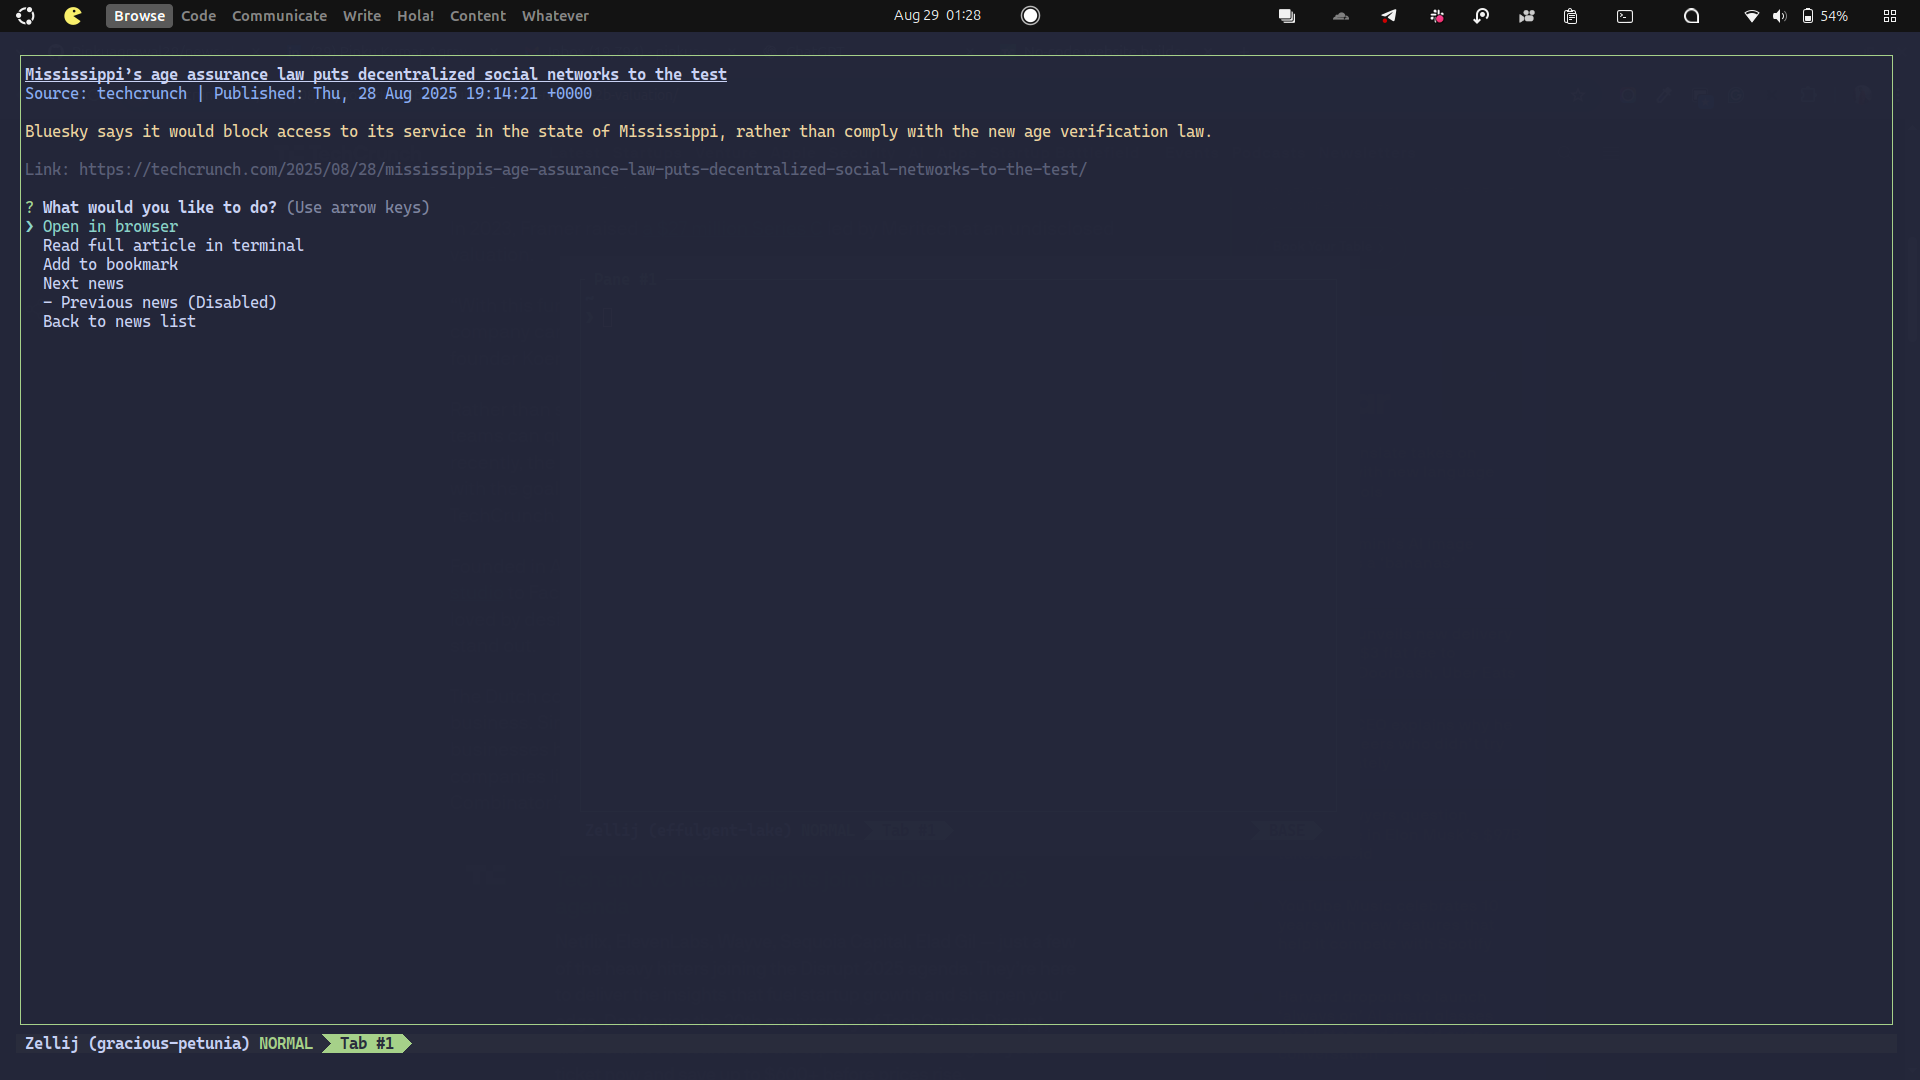 Browse Code Communicate Write Hola! Content Whatever Aug 29 01:28 54%
Mississippi’s age assurance law puts decentralized social networks to the test
Source: techcrunch | Published: Thu, 28 Aug 2025 19:14:21 +0000
Bluesky says it would block access to its service in the state of Mississippi, rather than comply with the new age verification law.
Link: https://techcrunch.com/2025/08/28/mississippis-age-assurance-law-puts-decentralized-social-networks-to-the-test/
? What would you like to do? (Use arrow keys)
❯ Open in browser
Read full article in terminal
Add to bookmark
Next news
- Previous news (Disabled)
Back to news list
Zellij (gracious-petunia) NORMAL Tab #1